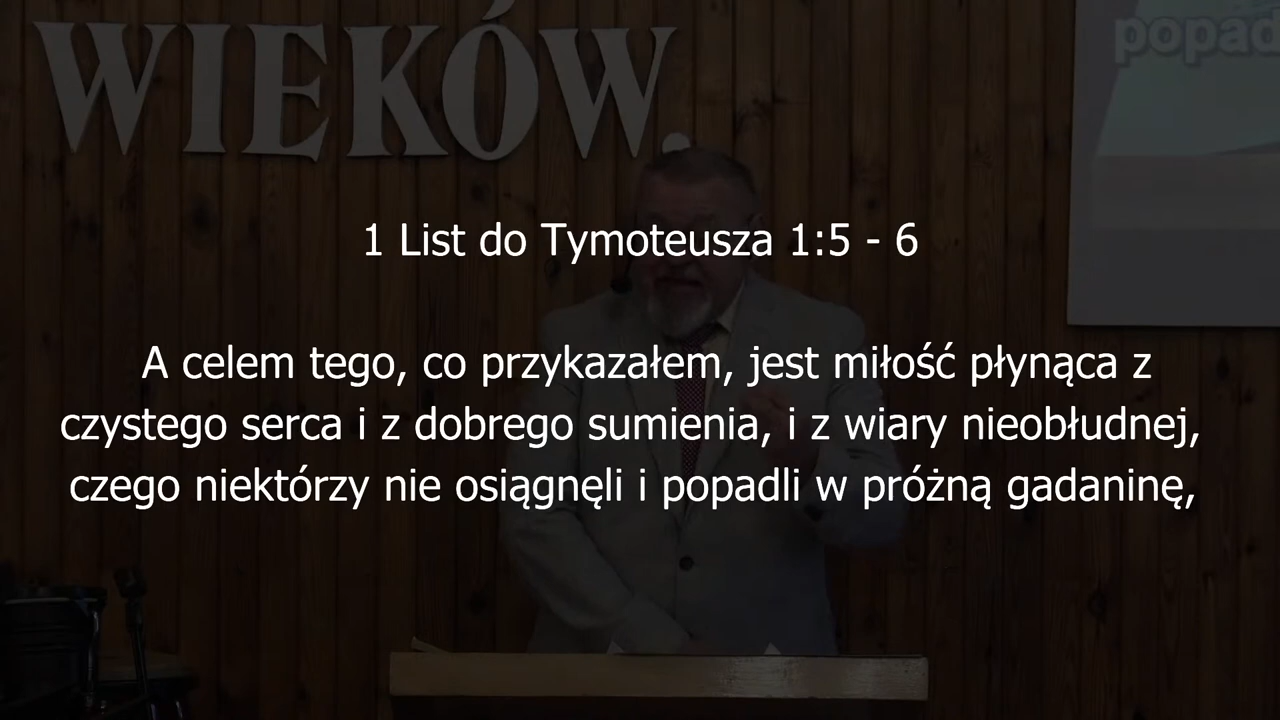 WIEKÓW.
popad
1 List do Tymoteusza 1:5 - 6
A celem tego, co przykazałem, jest miłość płynąca z
czystego serca i z dobrego sumienia, i z wiary nieobłudnej,
czego niektórzy nie osiągnęli i popadli w próżną gadaninę,